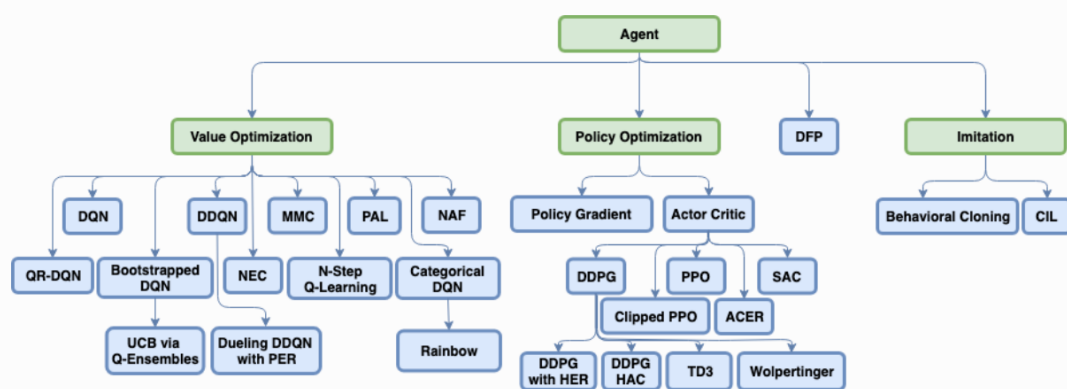 Agent
Value Optimization
Policy Optimization
DFP
Imitation
DQN
DDQN
MMC
PAL
NAF
Policy Gradient
Actor Critic
Behavioral Cloning
CIL
QR-DQN
Bootstrapped
DQN
NEC
N-Step
Q-Learning
Categorical
DQN
DDPG
PPO
SAC
Clipped PPO
ACER
UCB via
Q-Ensembles
Dueling DDQN
with PER
Rainbow
DDPG
with HER
DDPG
HAC
TD3
Wolpertinger